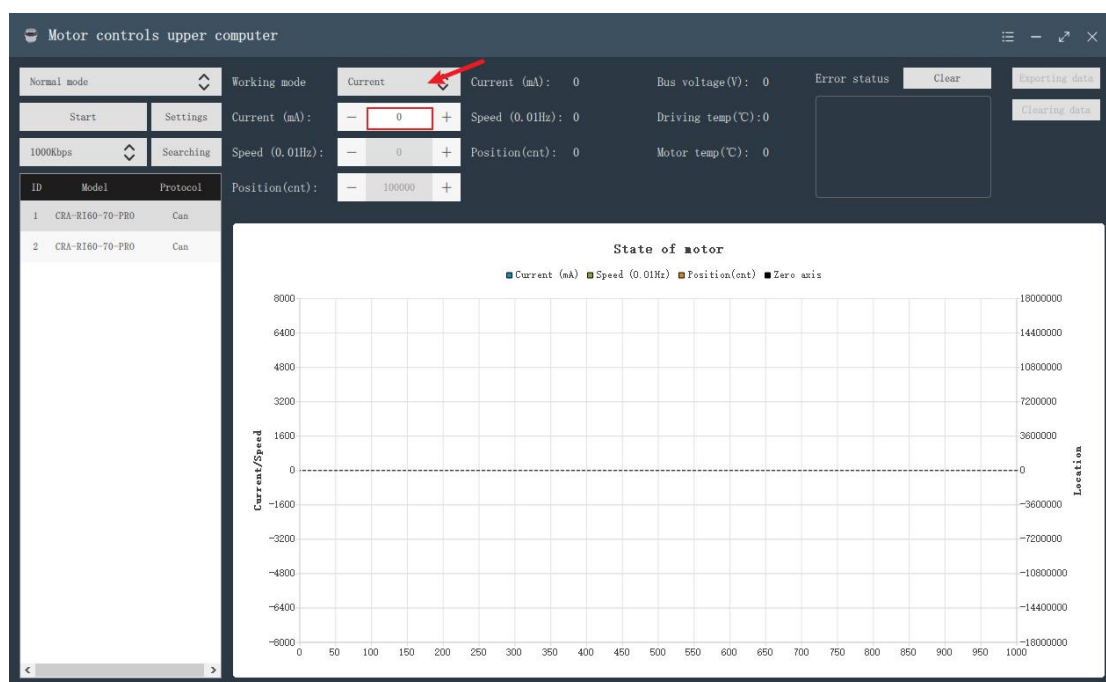 Motor controls upper computer
Normal mode
Working mode
Current
Current (mA): 0
Bus voltage(V): 0
Error status
Clear
Exporting data
Start
Settings
Current (mA):
− 0 +
Speed (0.01Hz): 0
Driving temp(℃):0
Clearing data
1000Kbps
Searching
Speed (0.01Hz):
− 0 +
Position(cnt): 0
Motor temp(℃): 0
ID Model Protocol
Position(cnt):
− 100000 +
1 CRA-RI60-70-PRO Can
2 CRA-RI60-70-PRO Can
State of motor
Current (mA) Speed (0.01Hz) Position(cnt) Zero axis
8000 18000000
6400 14400000
4800 10800000
3200 7200000
1600 3600000
0 0
-1600 -3600000
-3200 -7200000
-4800 -10800000
-6400 -14400000
-8000 -18000000
Current/Speed
Location
0 50 100 150 200 250 300 350 400 450 500 550 600 650 700 750 800 850 900 950 1000